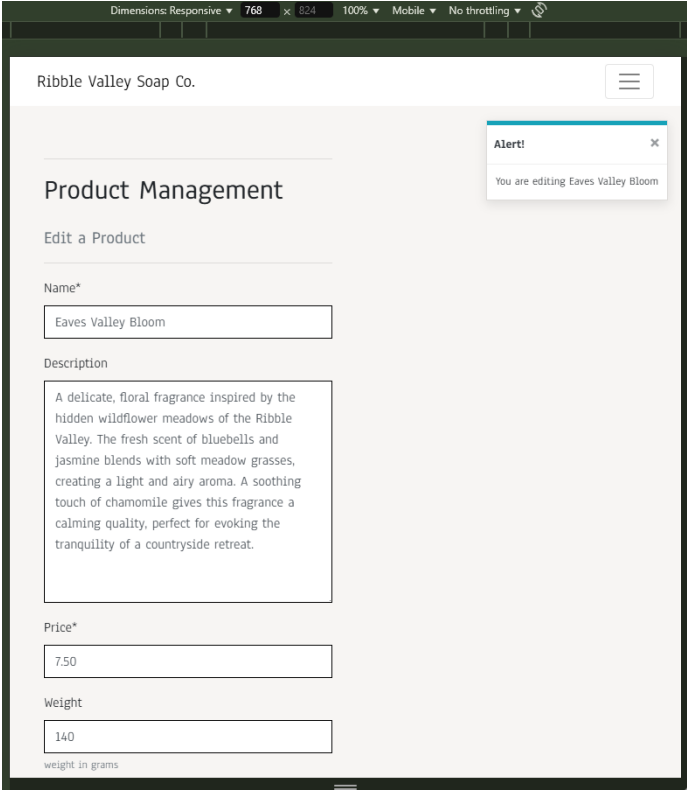 Dimensions: Responsive ▼ 768 × 824 100% ▼ Mobile ▼ No throttling ▼
Ribble Valley Soap Co.
Alert! ×
You are editing Eaves Valley Bloom
Product Management
Edit a Product
Name*
Eaves Valley Bloom
Description
A delicate, floral fragrance inspired by the
hidden wildflower meadows of the Ribble
Valley. The fresh scent of bluebells and
jasmine blends with soft meadow grasses,
creating a light and airy aroma. A soothing
touch of chamomile gives this fragrance a
calming quality, perfect for evoking the
tranquility of a countryside retreat.
Price*
7.50
Weight
140
weight in grams